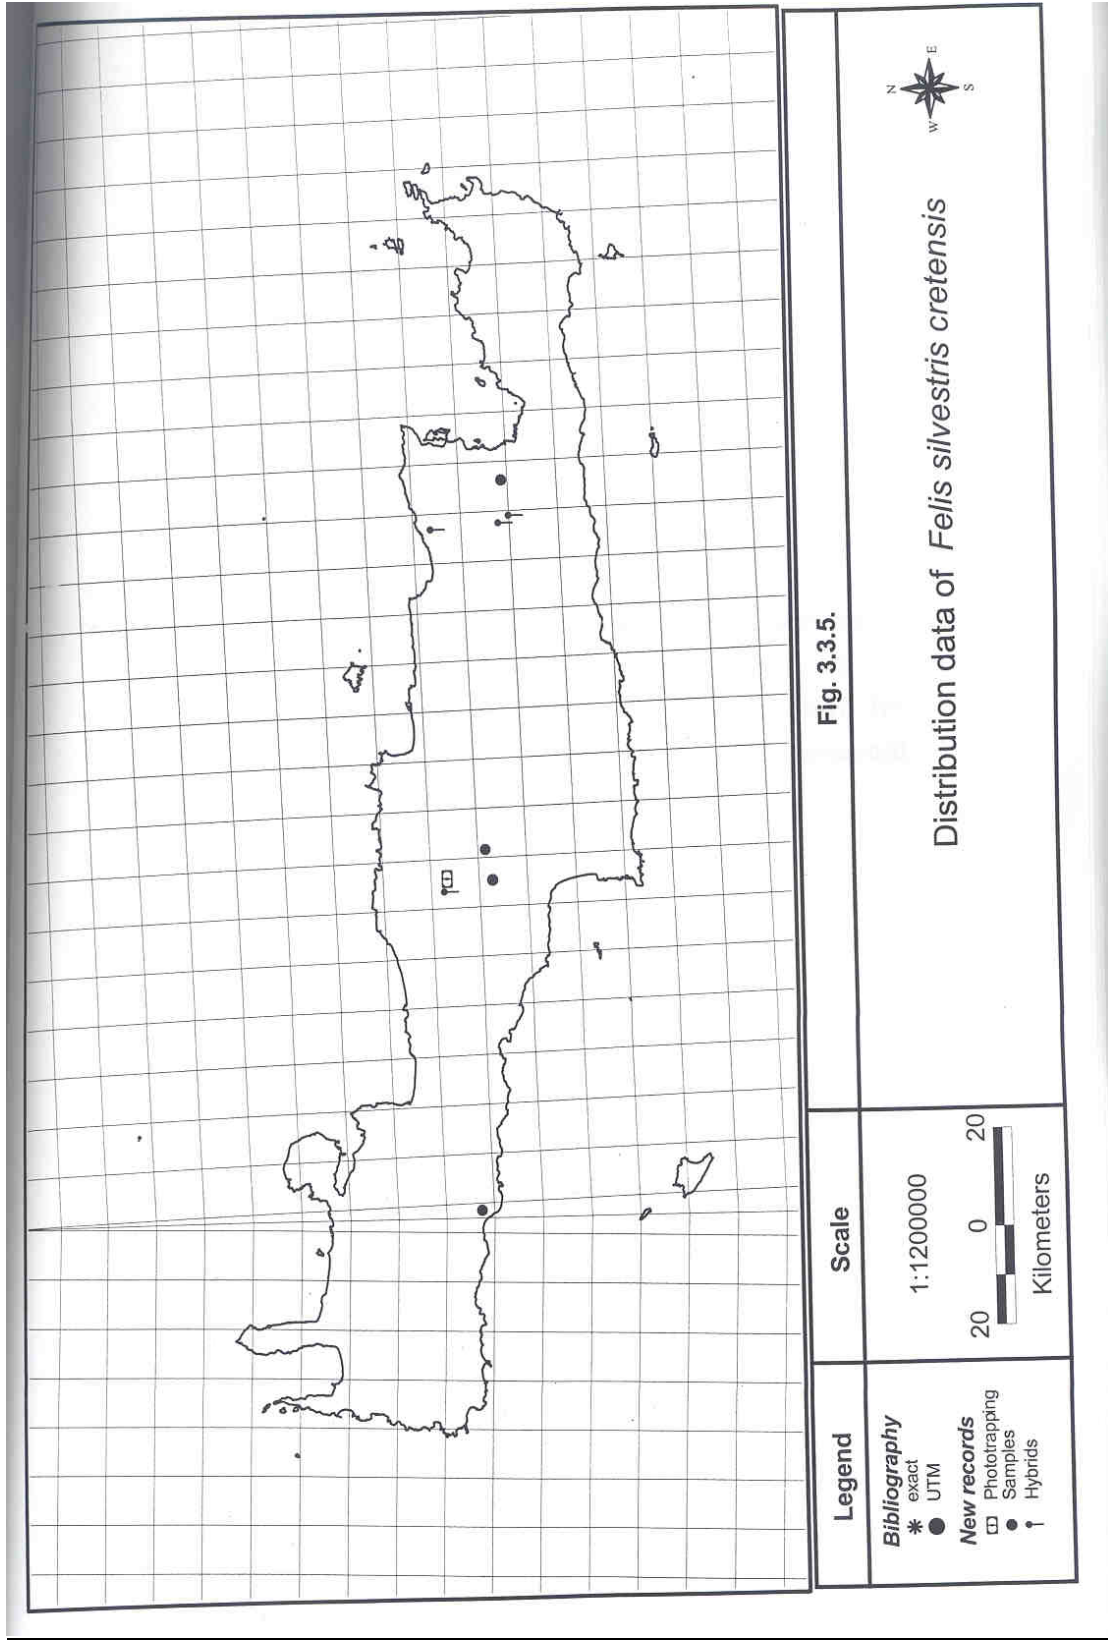 Fig. 3.3.5.
Legend
Bibliography
exact
UTM
New records
Phototrapping
Samples
Hybrids
Scale
1:1200000
20 0 20
Kilometers
Distribution data of Felis silvestris cretensis
N
W E
S